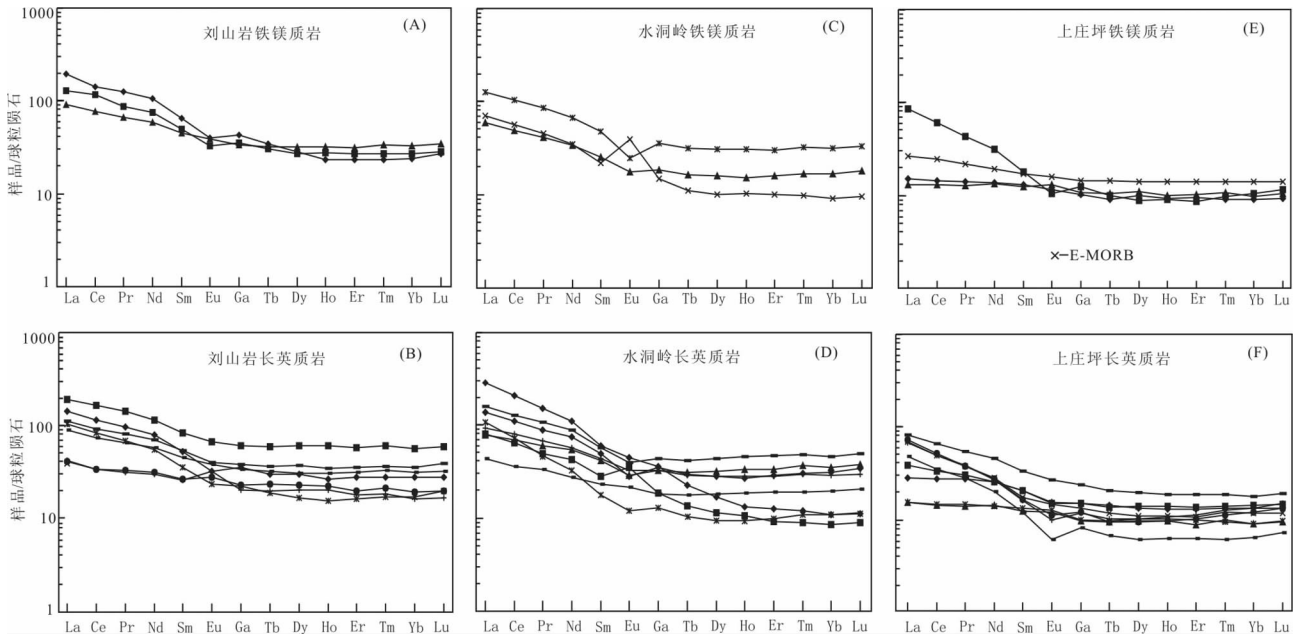 1000
100
10
1
样品/球粒陨石
刘山岩铁镁质岩
(A)
La Ce Pr Nd Sm Eu Ga Tb Dy Ho Er Tm Yb Lu
水洞岭铁镁质岩
(C)
La Ce Pr Nd Sm Eu Ga Tb Dy Ho Er Tm Yb Lu
上庄坪铁镁质岩
(E)
E-MORB
La Ce Pr Nd Sm Eu Ga Tb Dy Ho Er Tm Yb Lu
1000
100
10
1
样品/球粒陨石
刘山岩长英质岩
(B)
La Ce Pr Nd Sm Eu Ga Tb Dy Ho Er Tm Yb Lu
水洞岭长英质岩
(D)
La Ce Pr Nd Sm Eu Ga Tb Dy Ho Er Tm Yb Lu
上庄坪长英质岩
(F)
La Ce Pr Nd Sm Eu Ga Tb Dy Ho Er Tm Yb Lu